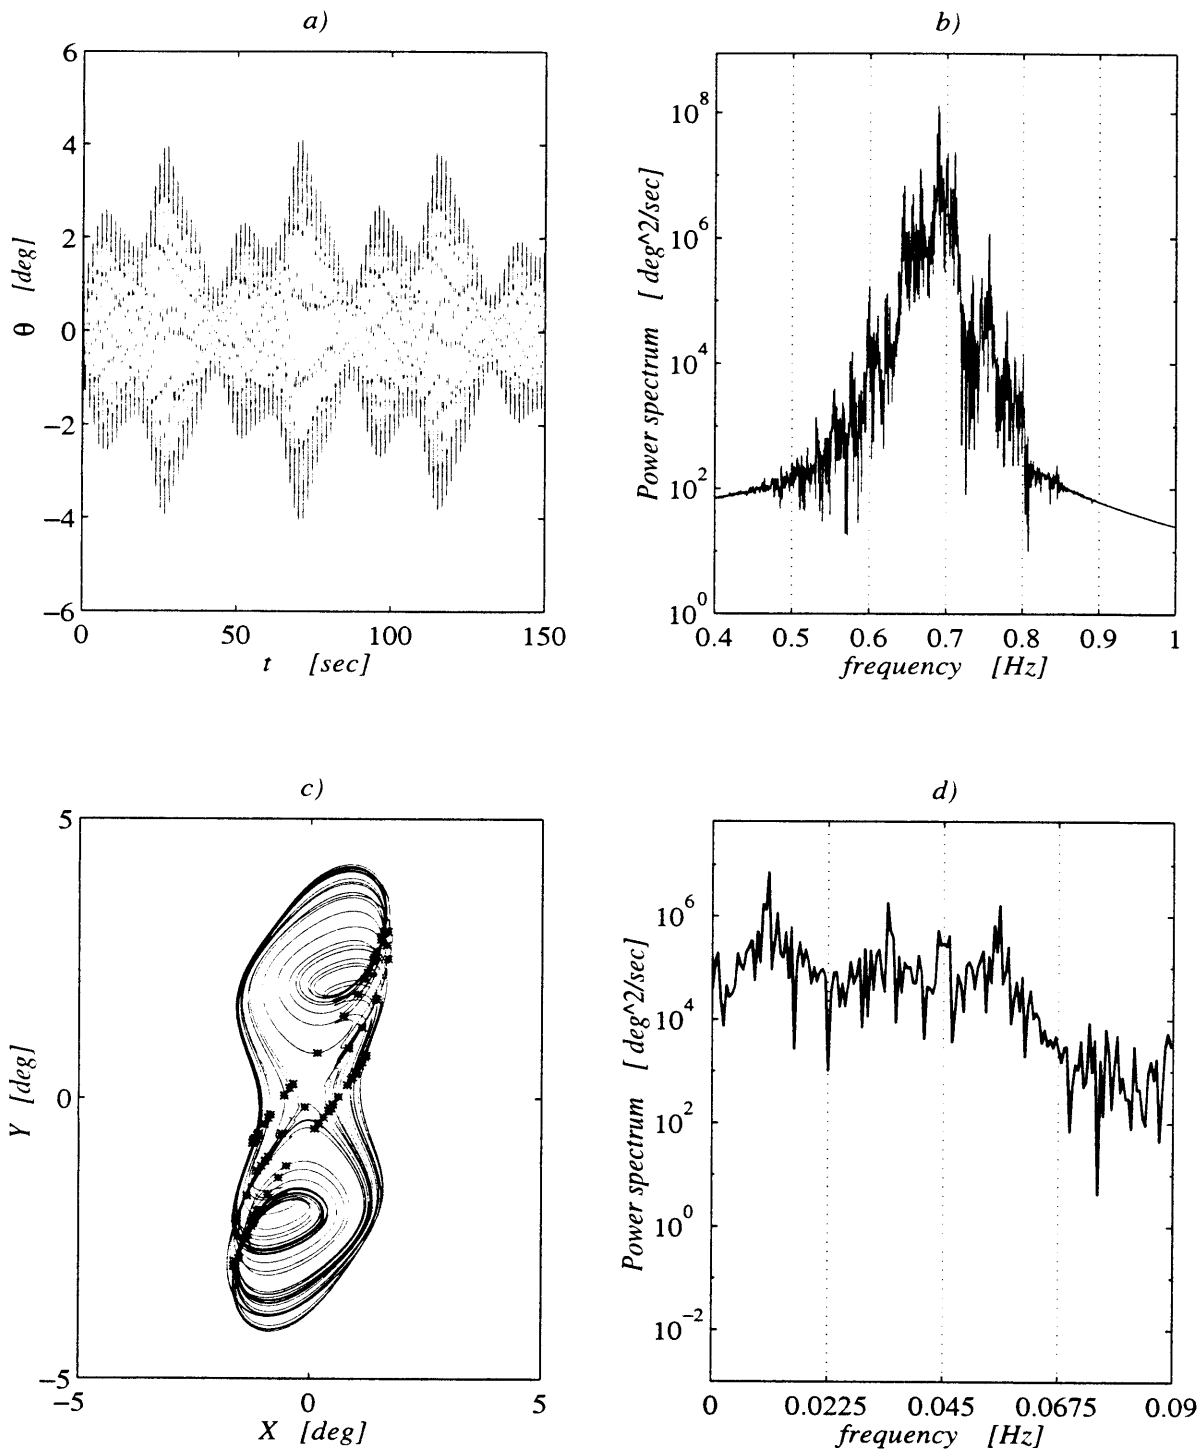 a)
6
4
2
0
−2
−4
−6
θ [deg]
0 50 100 150
t [sec]
b)
10^8
10^6
10^4
10^2
10^0
Power spectrum [ deg^2/sec]
0.4 0.5 0.6 0.7 0.8 0.9 1
frequency [Hz]
c)
5
0
−5
Y [deg]
−5 0 5
X [deg]
d)
10^6
10^4
10^2
10^0
10^−2
Power spectrum [ deg^2/sec]
0 0.0225 0.045 0.0675 0.09
frequency [Hz]